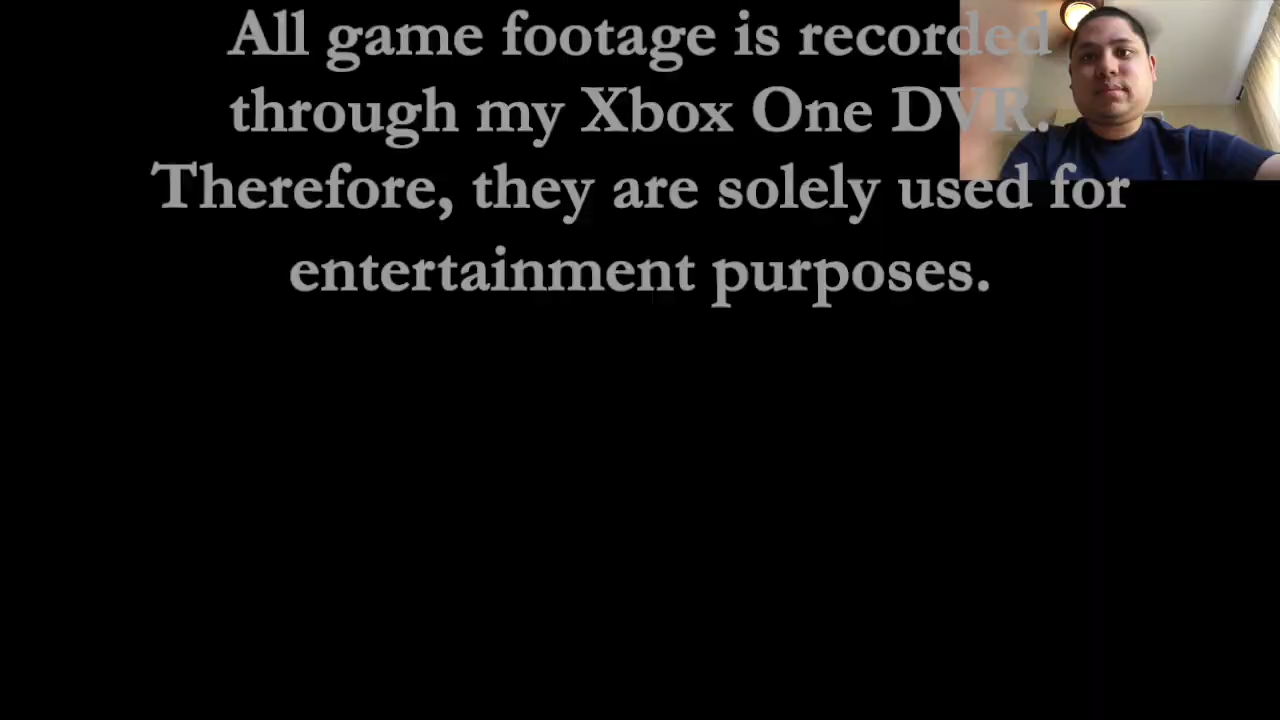 All game footage is recorded
through my Xbox One DVR.
Therefore, they are solely used for
entertainment purposes.